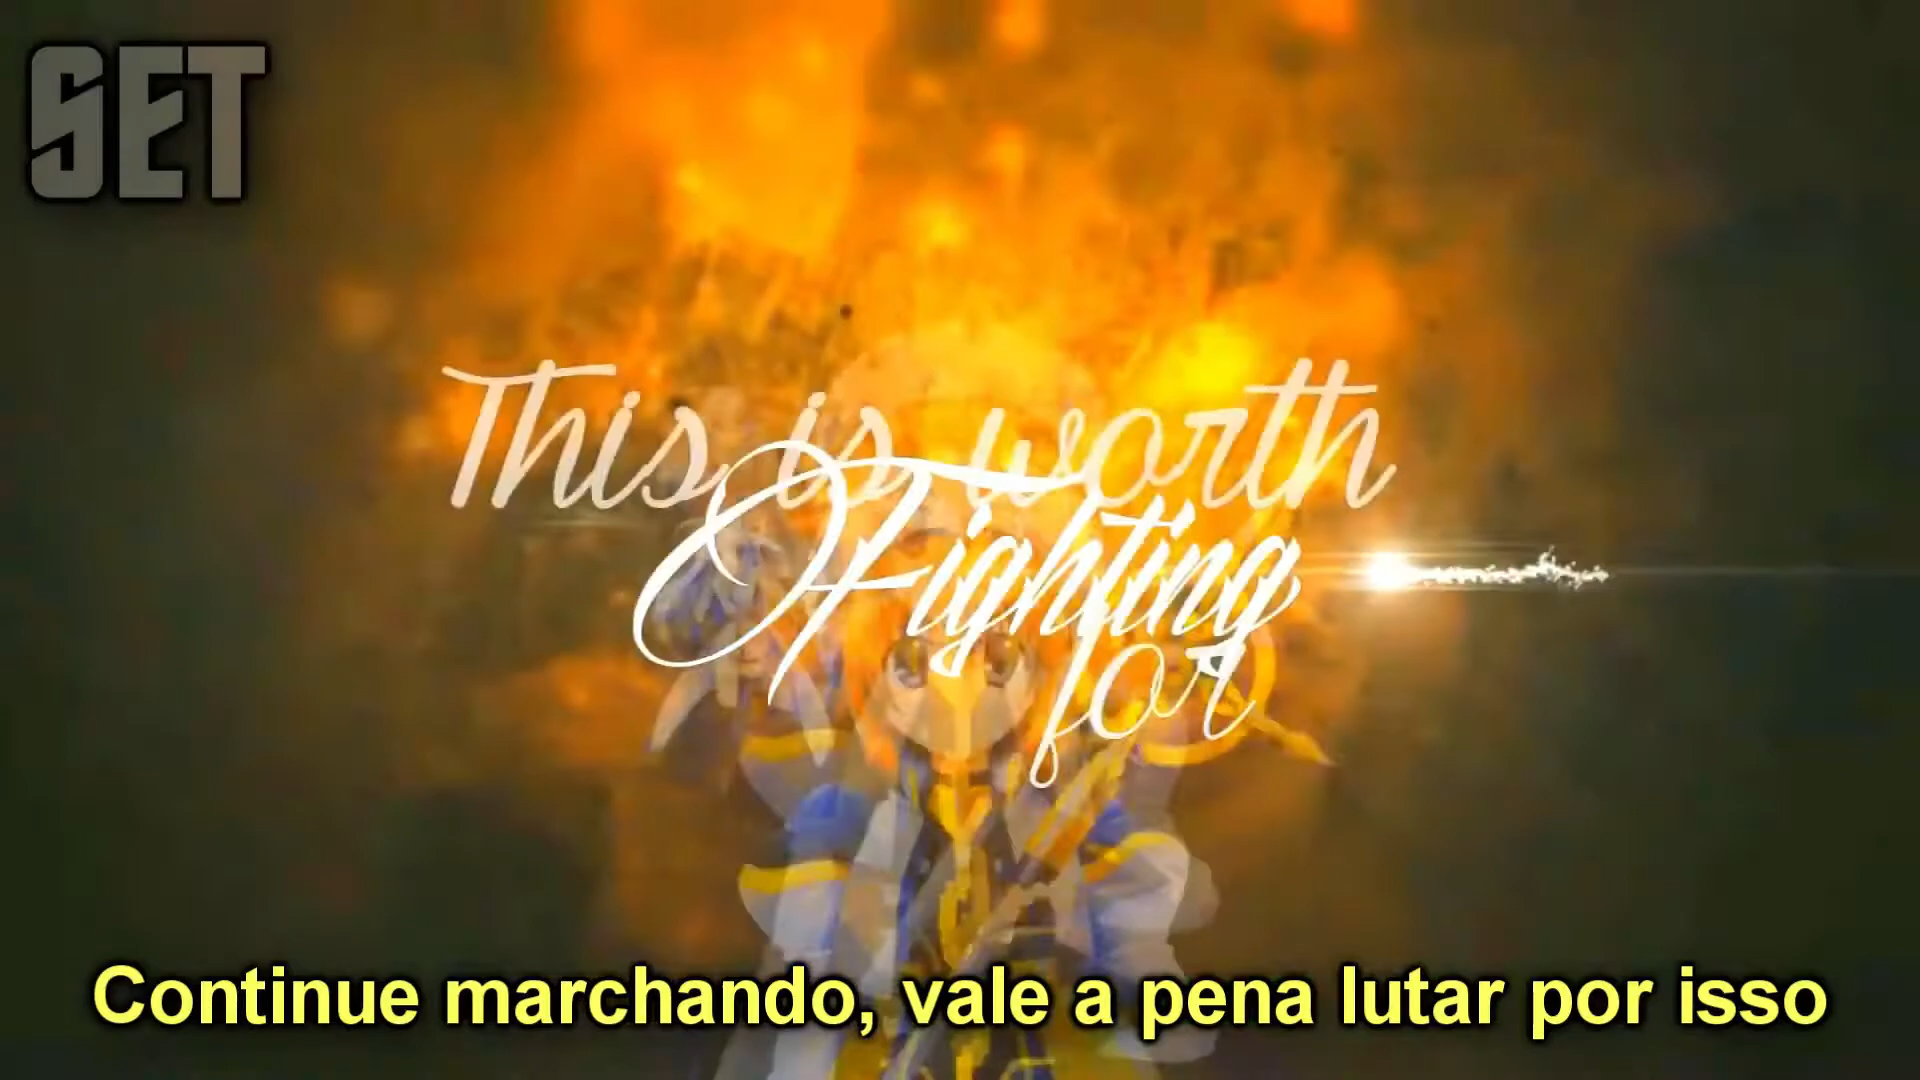 SET
This is worth
Fighting
for
Continue marchando, vale a pena lutar por isso